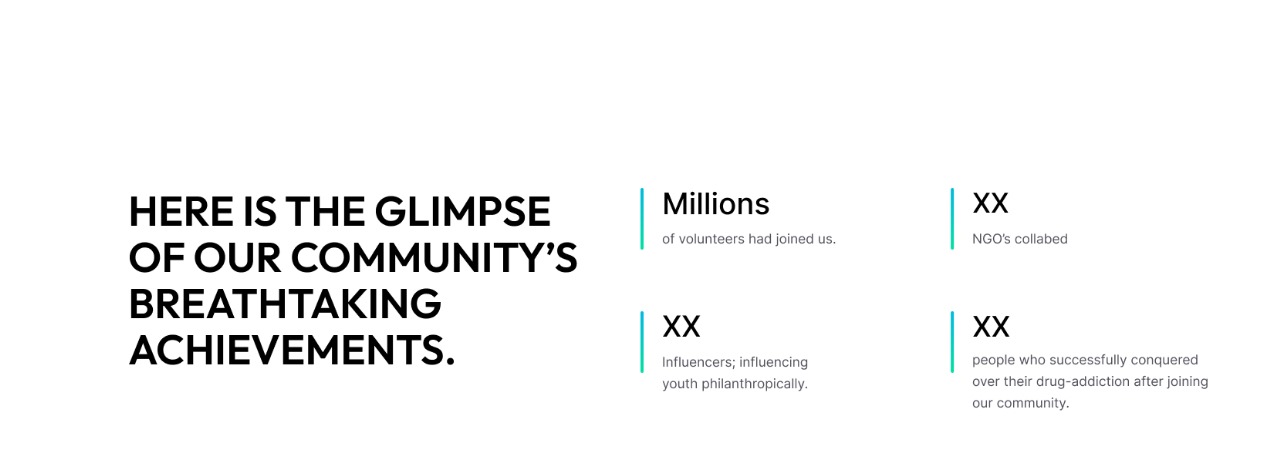 HERE IS THE GLIMPSE
OF OUR COMMUNITY’S
BREATHTAKING
ACHIEVEMENTS.
Millions
of volunteers had joined us.
XX
NGO’s collabed
XX
Influencers; influencing
youth philanthropically.
XX
people who successfully conquered
over their drug-addiction after joining
our community.